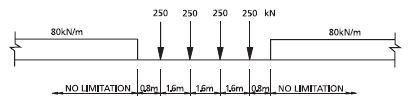 250 250 250 250 kN
80kN/m 80kN/m
NO LIMITATION 0,8m 1,6m 1,6m 1,6m 0,8m NO LIMITATION